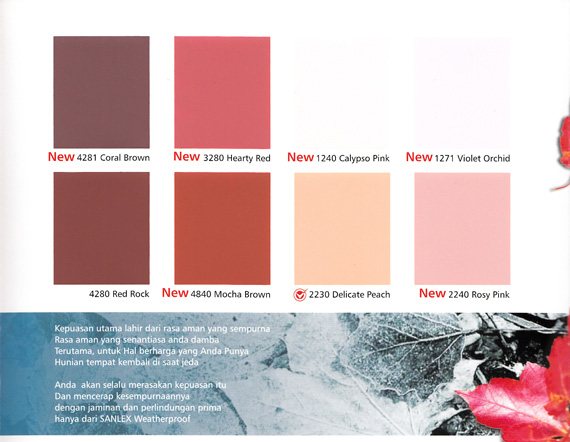 New 4281 Coral Brown
New 3280 Hearty Red
New 1240 Calypso Pink
New 1271 Violet Orchid
4280 Red Rock
New 4840 Mocha Brown
2230 Delicate Peach
New 2240 Rosy Pink
Kepuasan utama lahir dari rasa aman yang sempurna
Rasa aman yang senantiasa anda damba
Terutama, untuk Hal berharga yang Anda Punya
Hunian tempat kembali di saat jeda
Anda akan selalu merasakan kepuasan itu
Dan mencerap kesempurnaannya
dengan jaminan dan perlindungan prima
hanya dari SANLEX Weatherproof